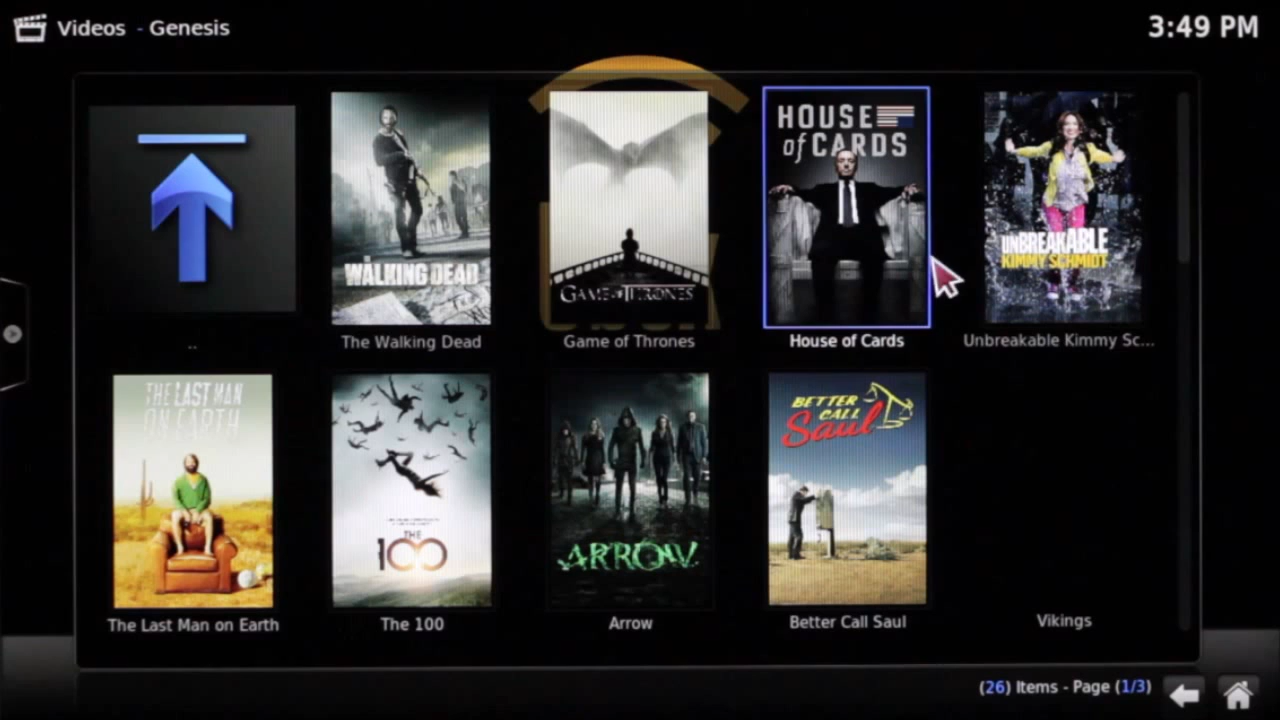 Videos - Genesis
3:49 PM
THE WALKING DEAD
GAME OF THRONES
HOUSE
of CARDS
UNBREAKABLE
KIMMY SCHMIDT
..
The Walking Dead
Game of Thrones
House of Cards
Unbreakable Kimmy Sc...
THE LAST MAN
ON EARTH
THE
100
ARROW
BETTER
CALL
Saul
The Last Man on Earth
The 100
Arrow
Better Call Saul
Vikings
(26) Items - Page (1/3)